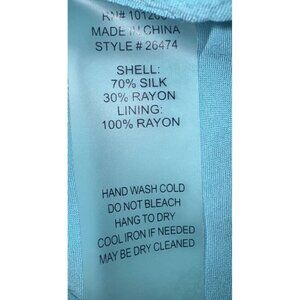 MADE IN CHINA
STYLE # 26474
SHELL:
70% SILK
30% RAYON
LINING:
100% RAYON
HAND WASH COLD
DO NOT BLEACH
HANG TO DRY
COOL IRON IF NEEDED
MAY BE DRY CLEANED